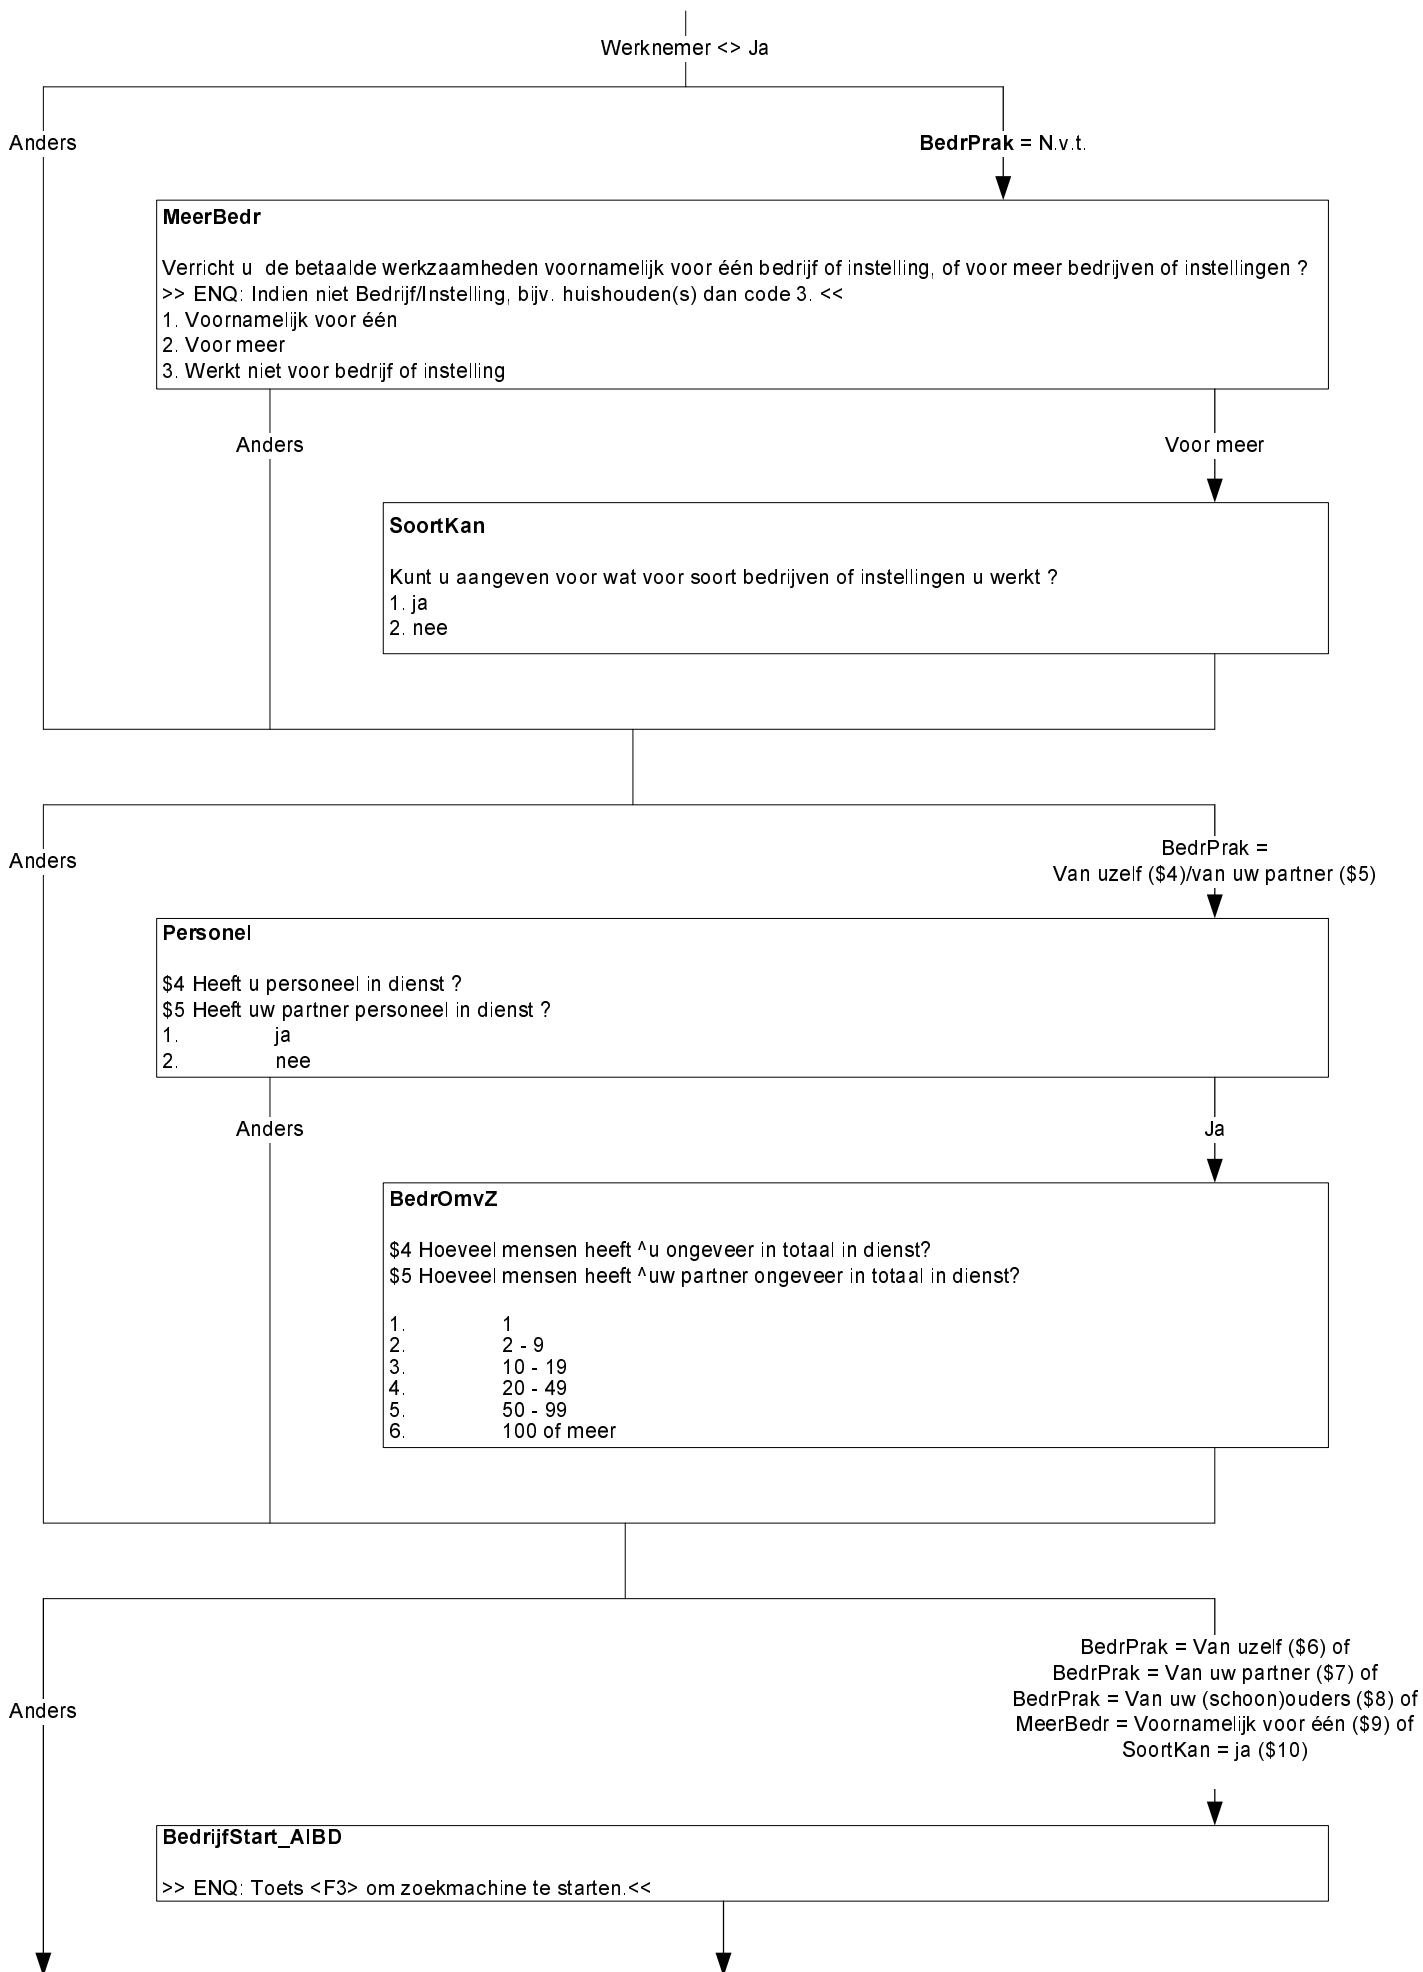 Werknemer <> Ja
Anders
BedrPrak = N.v.t.
MeerBedr
Verricht u de betaalde werkzaamheden voornamelijk voor één bedrijf of instelling, of voor meer bedrijven of instellingen ?
>> ENQ: Indien niet Bedrijf/Instelling, bijv. huishouden(s) dan code 3. <<
1. Voornamelijk voor één
2. Voor meer
3. Werkt niet voor bedrijf of instelling
Anders
Voor meer
SoortKan
Kunt u aangeven voor wat voor soort bedrijven of instellingen u werkt ?
1. ja
2. nee
Anders
BedrPrak =
Van uzelf ($4)/van uw partner ($5)
Personel
$4 Heeft u personeel in dienst ?
$5 Heeft uw partner personeel in dienst ?
1. ja
2. nee
Anders
Ja
BedrOmvZ
$4 Hoeveel mensen heeft ^u ongeveer in totaal in dienst?
$5 Hoeveel mensen heeft ^uw partner ongeveer in totaal in dienst?
1. 1
2. 2 - 9
3. 10 - 19
4. 20 - 49
5. 50 - 99
6. 100 of meer
Anders
BedrPrak = Van uzelf ($6) of
BedrPrak = Van uw partner ($7) of
BedrPrak = Van uw (schoon)ouders ($8) of
MeerBedr = Voornamelijk voor één ($9) of
SoortKan = ja ($10)
BedrijfStart_AIBD
>> ENQ: Toets <F3> om zoekmachine te starten.<<